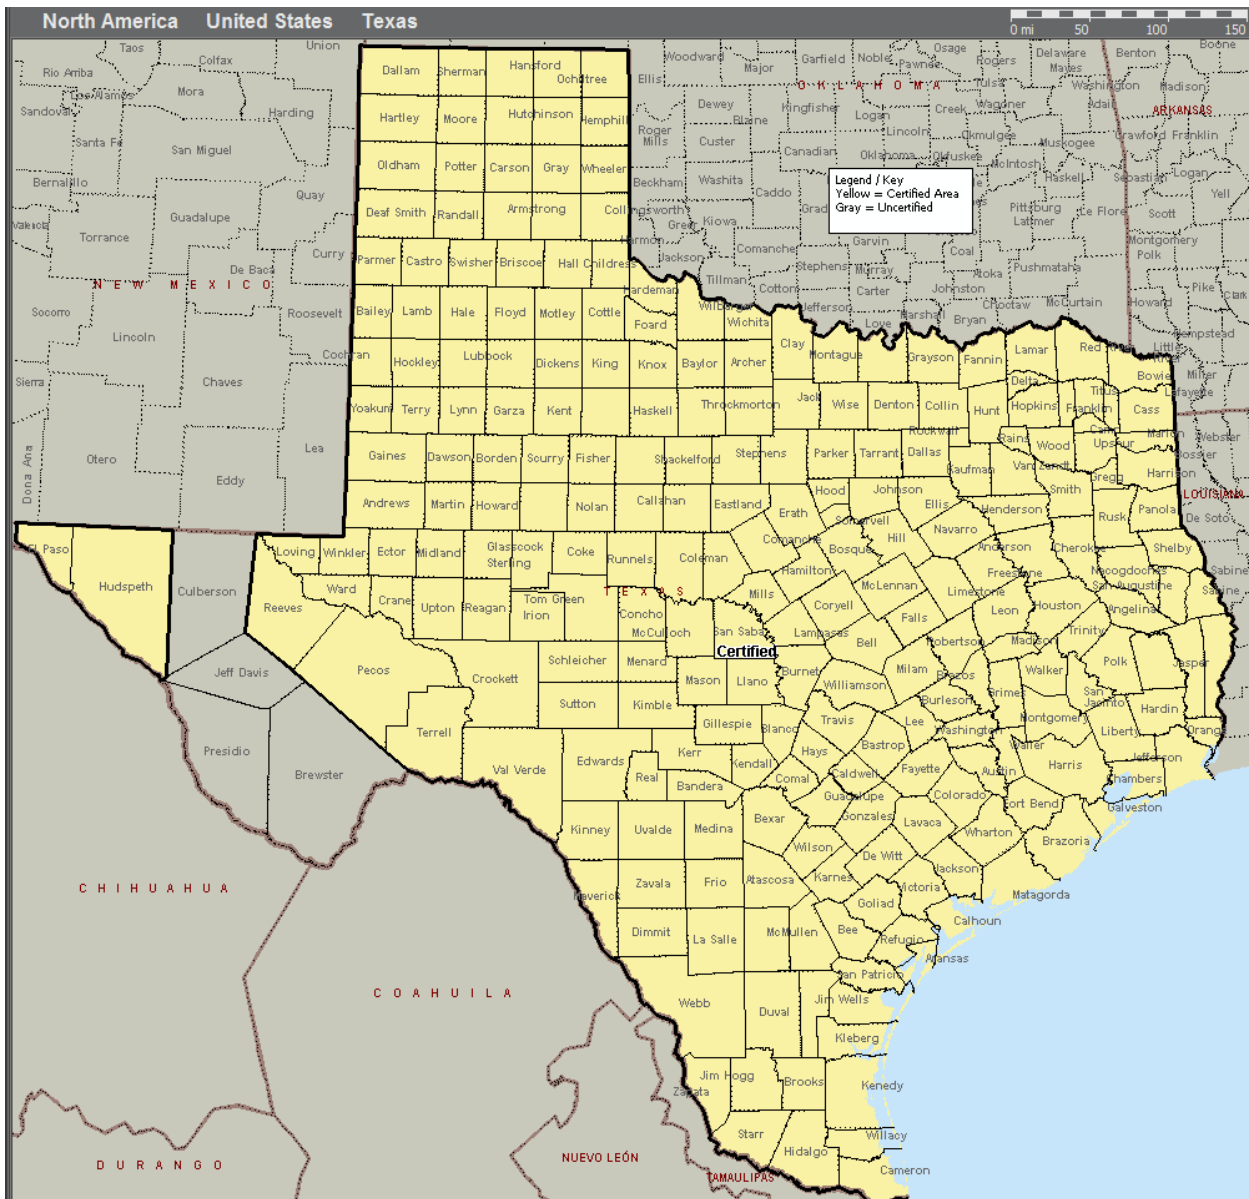 North America United States Texas
0 mi 50 100 150
Taos Union Colfax Rio Arriba Los Alamos Mora Sandoval Harding Santa Fe San Miguel
Bernalillo Quay Guadalupe Valencia Torrance Curry De Baca
NEW MEXICO
Socorro Roosevelt Lincoln Sierra Chaves Lea Otero Eddy Dona Ana
Woodward Major Garfield Noble Osage Pawnee Rogers Delaware Mayes Benton Boone
Ellis Tulsa Washington Madison
OKLAHOMA
Dewey Blaine Kingfisher Logan Creek Wagoner Adair
ARKANSAS
Roger Mills Custer Lincoln Okmulgee Muskogee Crawford Franklin
Canadian Oklahoma Okfuskee McIntosh Haskell Sebastian Logan
Beckham Washita Caddo Yell
Legend / Key
Yellow = Certified Area
Gray = Uncertified
Greer Kiowa Grad Pittsburg Latimer Le Flore Scott
Harmon Comanche Garvin Coal Montgomery Polk
Jackson Tillman Cotton Stephens Murray Johnston Atoka Pushmataha
Jefferson Carter Love Marshall Bryan Choctaw McCurtain Howard Pike Clark
Hempstead Little River Miller Lafayette
Webster Bossier
LOUISIANA
De Soto Sabine
Dallam Sherman Hansford Ochiltree
Hartley Moore Hutchinson Hemphill
Oldham Potter Carson Gray Wheeler
Deaf Smith Randall Armstrong Collingsworth
Parmer Castro Swisher Briscoe Hall Childress
Hardeman Wilbarger
Bailey Lamb Hale Floyd Motley Cottle Foard Wichita
Clay Montague Grayson Fannin Lamar Red River
Cochran Hockley Lubbock Dickens King Knox Baylor Archer Bowie
Delta Titus
Yoakum Terry Lynn Garza Kent Haskell Throckmorton Jack Wise Denton Collin Hunt Hopkins Franklin Cass
Rockwall Camp Marion
Rains Wood Upshur
Gaines Dawson Borden Scurry Fisher Shackelford Stephens Parker Tarrant Dallas Kaufman Van Zandt Gregg Harrison
Andrews Martin Howard Nolan Callahan Eastland Hood Johnson Ellis Henderson Smith Rusk Panola
Erath Somervell Navarro
El Paso Loving Winkler Ector Midland Glasscock Sterling Coke Runnels Coleman Comanche Bosque Hill Anderson Cherokee Shelby
Hudspeth Culberson Ward Hamilton McLennan Limestone Freestone Nacogdoches San Augustine Sabine
TEXAS
Reeves Crane Upton Reagan Tom Green Irion Concho Mills Coryell Leon Houston Angelina
McCulloch San Saba Lampasas Bell Falls Robertson Madison Trinity
Certified
Jeff Davis Pecos Crockett Schleicher Menard Mason Llano Burnet Milam Brazos Walker Polk Jasper
Williamson Burleson Grimes San Jacinto Hardin
Sutton Kimble Gillespie Blanco Travis Lee Washington Montgomery Liberty Orange
Presidio Terrell Kerr Kendall Hays Bastrop Waller Harris Jefferson
Brewster Val Verde Edwards Real Bandera Comal Caldwell Fayette Austin Chambers
Guadalupe Colorado Fort Bend Galveston
Kinney Uvalde Medina Bexar Gonzales Lavaca Wharton Brazoria
Wilson De Witt Jackson
CHIHUAHUA
Maverick Zavala Frio Atascosa Karnes Victoria Matagorda
Goliad Calhoun
Dimmit La Salle McMullen Bee Refugio Aransas
San Patricio
COAHUILA
Webb Duval Jim Wells
Kleberg
Zapata Jim Hogg Brooks Kenedy
Starr Hidalgo Willacy
DURANGO
NUEVO LEÓN
TAMAULIPAS
Cameron